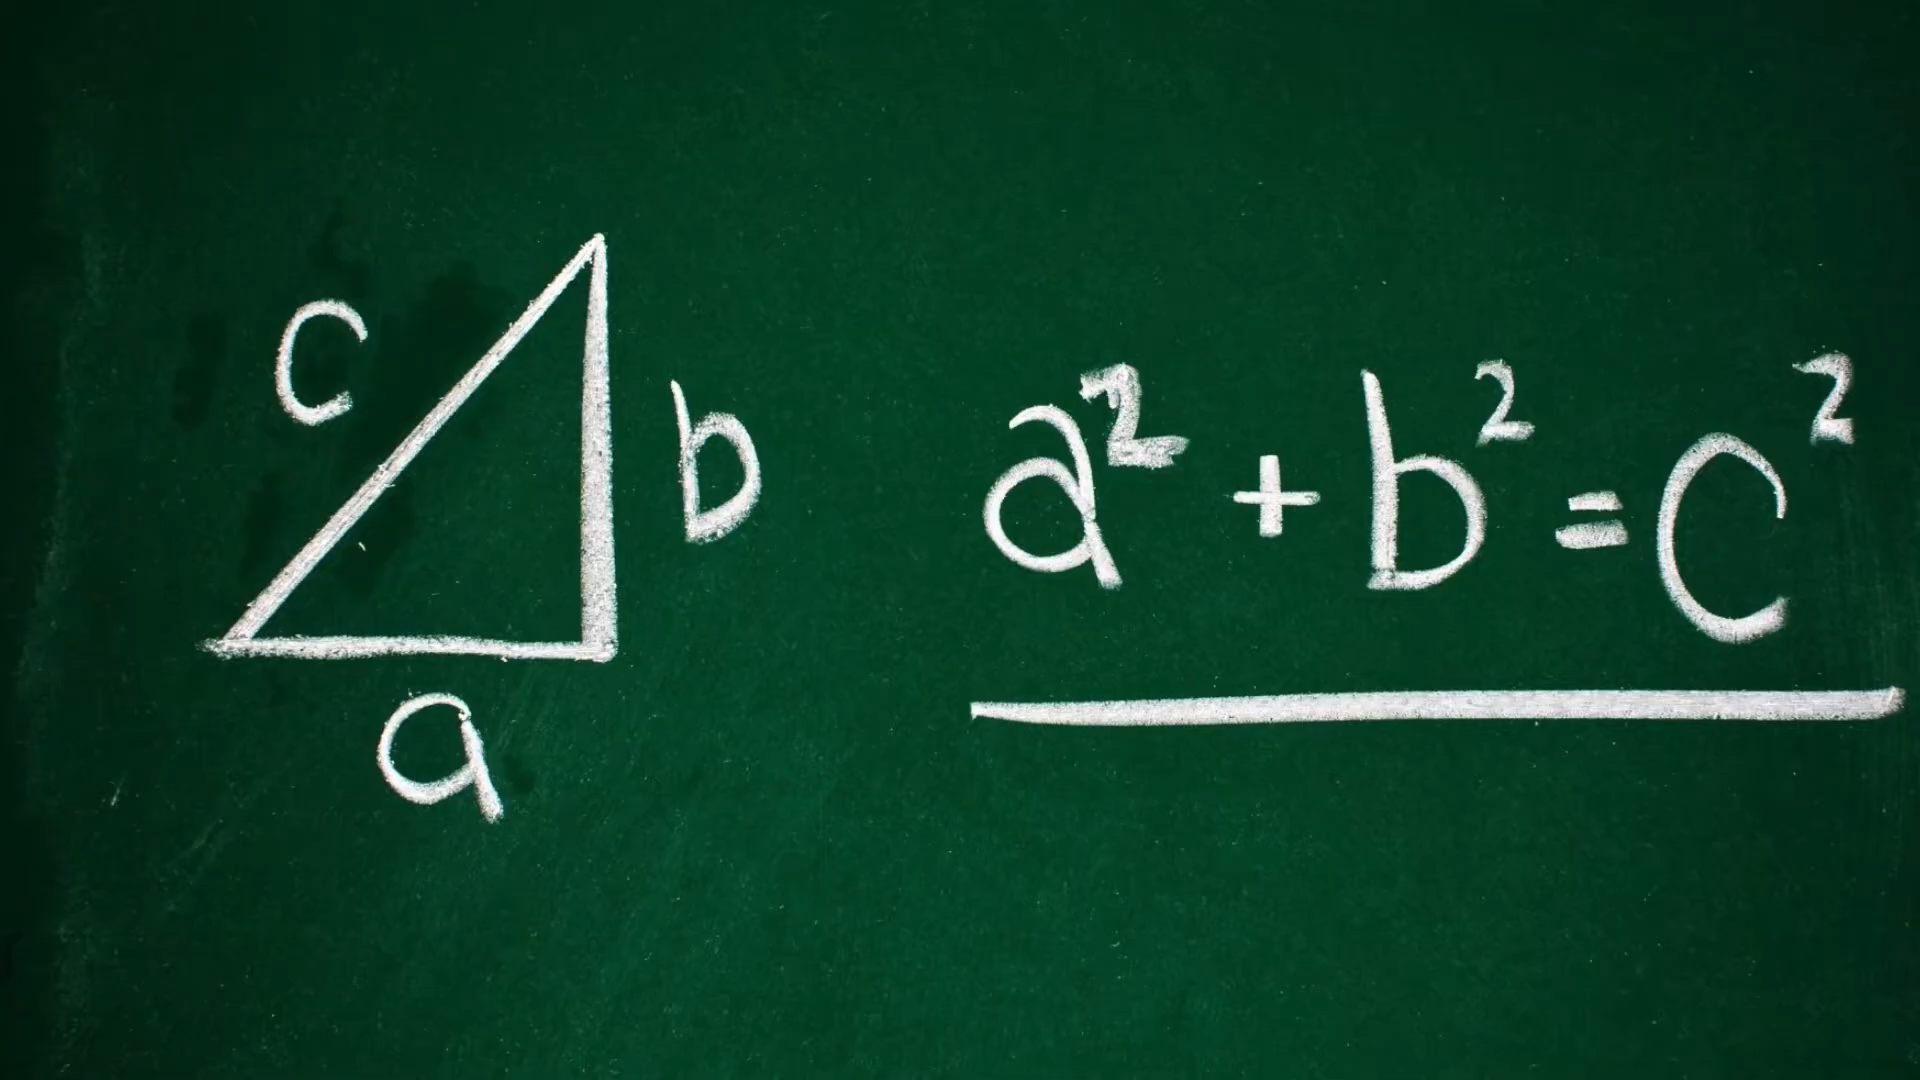 c
b
a² + b² = c²
a